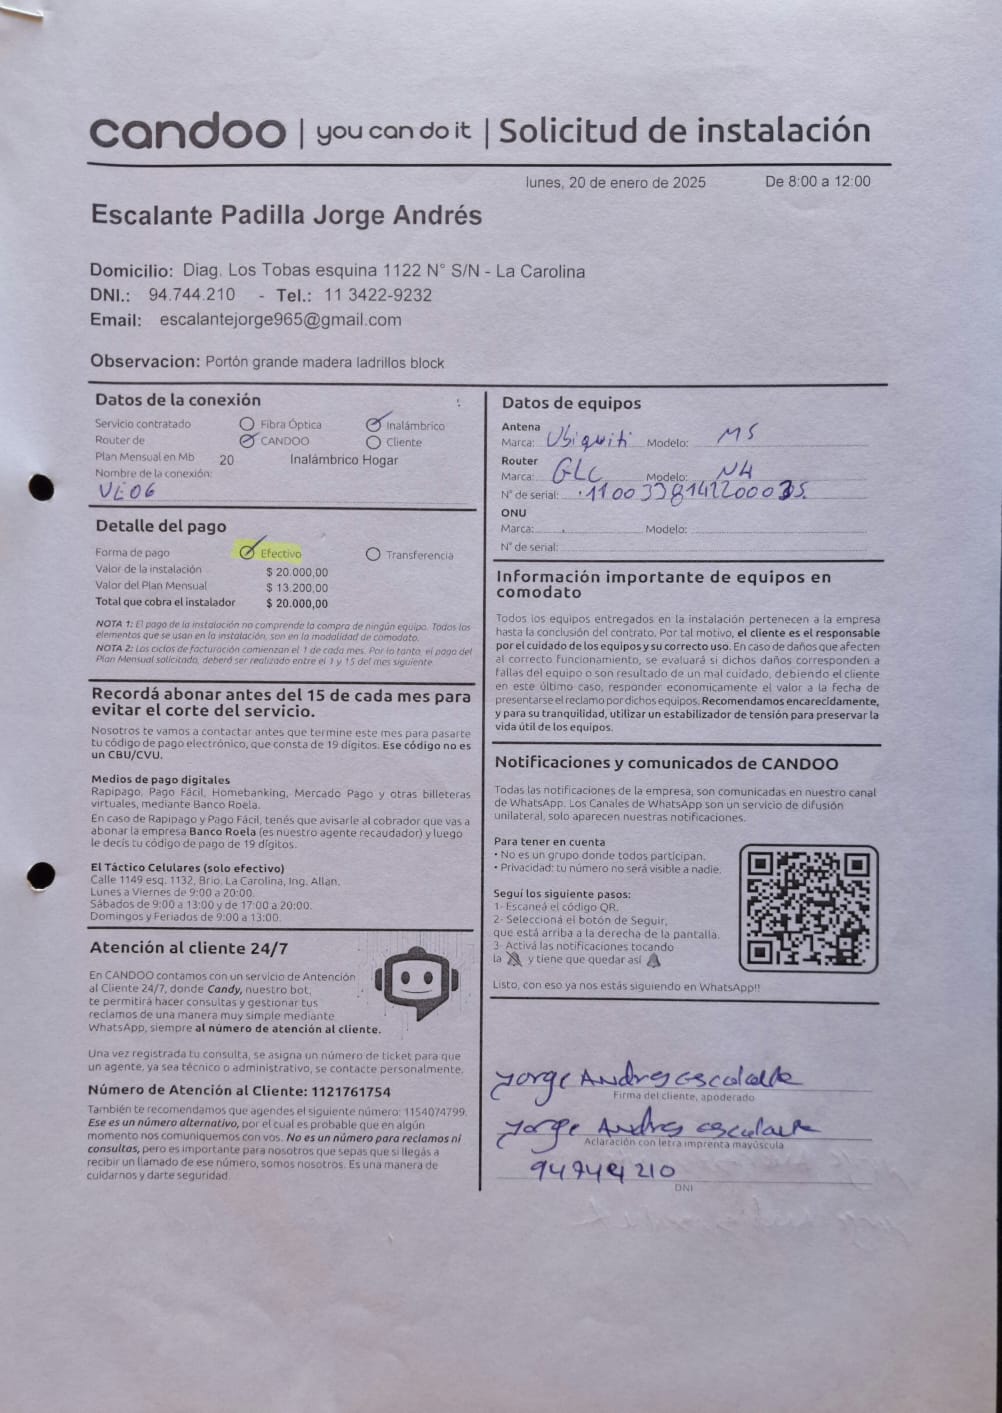 candoo | you can do it | Solicitud de instalación
lunes, 20 de enero de 2025 De 8:00 a 12:00
Escalante Padilla Jorge Andrés
Domicilio: Diag. Los Tobas esquina 1122 N° S/N - La Carolina
DNI.: 94.744.210 - Tel.: 11 3422-9232
Email: escalantejorge965@gmail.com
Observacion: Portón grande madera ladrillos block
Datos de la conexión
Servicio contratado Fibra Óptica Inalámbrico
Router de CANDOO Cliente
Plan Mensual en Mb 20 Inalámbrico Hogar
Nombre de la conexión:
VL06
Detalle del pago
Forma de pago Efectivo Transferencia
Valor de la instalación $ 20.000,00
Valor del Plan Mensual $ 13.200,00
Total que cobra el instalador $ 20.000,00
NOTA 1: El pago de la instalación no comprende la compra de ningún equipo. Todos los
elementos que se usan en la instalación, son en la modalidad de comodato.
NOTA 2: Los ciclos de facturación comienzan el 1 de cada mes. Por lo tanto, el pago del
Plan Mensual solicitado, deberá ser realizado entre el 1 y 15 del mes siguiente.
Recordá abonar antes del 15 de cada mes para
evitar el corte del servicio.
Nosotros te vamos a contactar antes que termine este mes para pasarte
tu código de pago electrónico, que consta de 19 dígitos. Ese código no es
un CBU/CVU.
Medios de pago digitales
Rapipago, Pago Fácil, Homebanking, Mercado Pago y otras billeteras
virtuales, mediante Banco Roela.
En caso de Rapipago y Pago Fácil, tenés que avisarle al cobrador que vas a
abonar la empresa Banco Roela (es nuestro agente recaudador) y luego
le decís tu código de pago de 19 dígitos.
El Táctico Celulares (solo efectivo)
Calle 1149 esq. 1132, Brio. La Carolina, Ing. Allan.
Lunes a Viernes de 9:00 a 20:00.
Sábados de 9:00 a 13:00 y de 17:00 a 20:00.
Domingos y Feriados de 9:00 a 13:00.
Atención al cliente 24/7
En CANDOO contamos con un servicio de Antención
al Cliente 24/7, donde Candy, nuestro bot,
te permitirá hacer consultas y gestionar tus
reclamos de una manera muy simple mediante
WhatsApp, siempre al número de atención al cliente.
Una vez registrada tu consulta, se asigna un número de ticket para que
un agente, ya sea técnico o administrativo, se contacte personalmente.
Número de Atención al Cliente: 1121761754
También te recomendamos que agendes el siguiente número: 1154074799.
Ese es un número alternativo, por el cual es probable que en algún
momento nos comuniquemos con vos. No es un número para reclamos ni
consultas, pero es importante para nosotros que sepas que si llegás a
recibir un llamado de ese número, somos nosotros. Es una manera de
cuidarnos y darte seguridad.
Datos de equipos
Antena
Marca: Ubiquiti Modelo: M5
Router
Marca: GLC Modelo: N4
N° de serial:
ONU
Marca: Modelo:
N° de serial:
Información importante de equipos en
comodato
Todos los equipos entregados en la instalación pertenecen a la empresa
hasta la conclusión del contrato. Por tal motivo, el cliente es el responsable
por el cuidado de los equipos y su correcto uso. En caso de daños que afecten
al correcto funcionamiento, se evaluará si dichos daños corresponden a
fallas del equipo o son resultado de un mal cuidado, debiendo el cliente
en este último caso, responder economicamente el valor a la fecha de
presentarse el reclamo por dichos equipos. Recomendamos encarecidamente,
y para su tranquilidad, utilizar un estabilizador de tensión para preservar la
vida útil de los equipos.
Notificaciones y comunicados de CANDOO
Todas las notificaciones de la empresa, son comunicadas en nuestro canal
de WhatsApp. Los Canales de WhatsApp son un servicio de difusión
unilateral, solo aparecen nuestras notificaciones.
Para tener en cuenta
• No es un grupo donde todos participan.
• Privacidad: tu número no será visible a nadie.
Seguí los siguiente pasos:
1- Escaneá el código QR.
2- Seleccioná el botón de Seguir,
que está arriba a la derecha de la pantalla.
3- Activá las notificaciones tocando
la y tiene que quedar así
Listo, con eso ya nos estás siguiendo en WhatsApp!!
Jorge Andres escalante
Firma del cliente, apoderado
Jorge Andres escalante
Aclaración con letra imprenta mayúscula
94744210
DNI